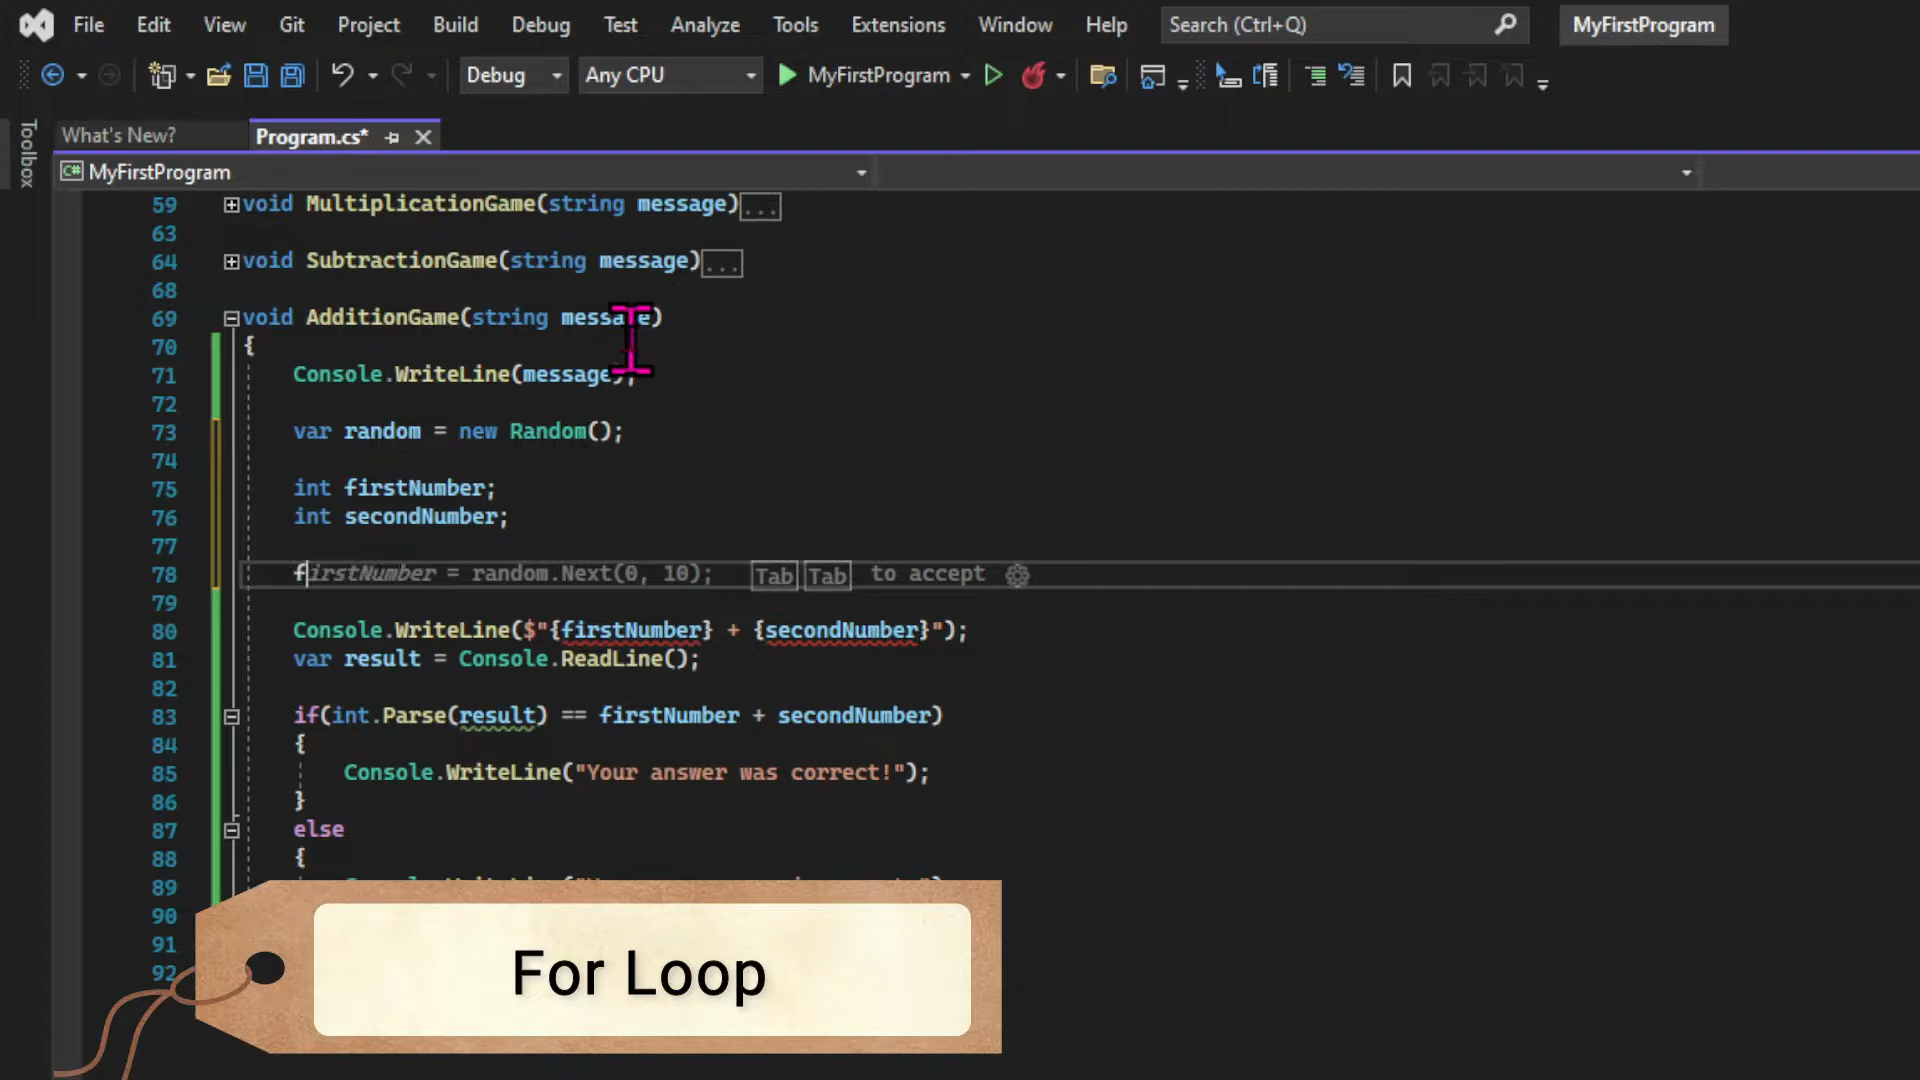 File Edit View Git Project Build Debug Test Analyze Tools Extensions Window Help Search (Ctrl+Q) MyFirstProgram
Debug Any CPU MyFirstProgram
Toolbox
What's New? Program.cs*
C# MyFirstProgram
59 void MultiplicationGame(string message)...
63
64 void SubtractionGame(string message)...
68
69 void AdditionGame(string message)
70 {
71 Console.WriteLine(message);
72
73 var random = new Random();
74
75 int firstNumber;
76 int secondNumber;
77
78 firstNumber = random.Next(0, 10); Tab Tab to accept
79
80 Console.WriteLine($"{firstNumber} + {secondNumber}");
81 var result = Console.ReadLine();
82
83 if(int.Parse(result) == firstNumber + secondNumber)
84 {
85 Console.WriteLine("Your answer was correct!");
86 }
87 else
88 {
89
90
91
92
For Loop